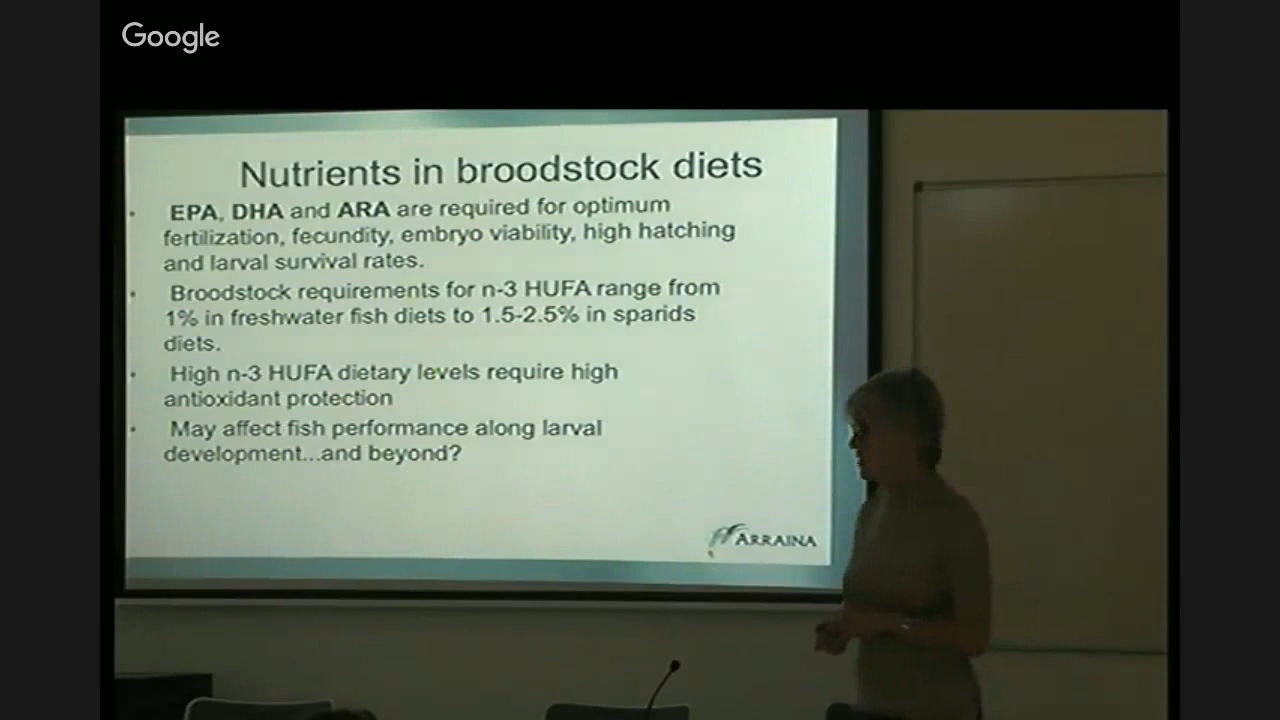 Google
Nutrients in broodstock diets
EPA, DHA and ARA are required for optimum
fertilization, fecundity, embryo viability, high hatching
and larval survival rates.
Broodstock requirements for n-3 HUFA range from
1% in freshwater fish diets to 1.5-2.5% in sparids
diets.
High n-3 HUFA dietary levels require high
antioxidant protection
May affect fish performance along larval
development...and beyond?
ARRAINA